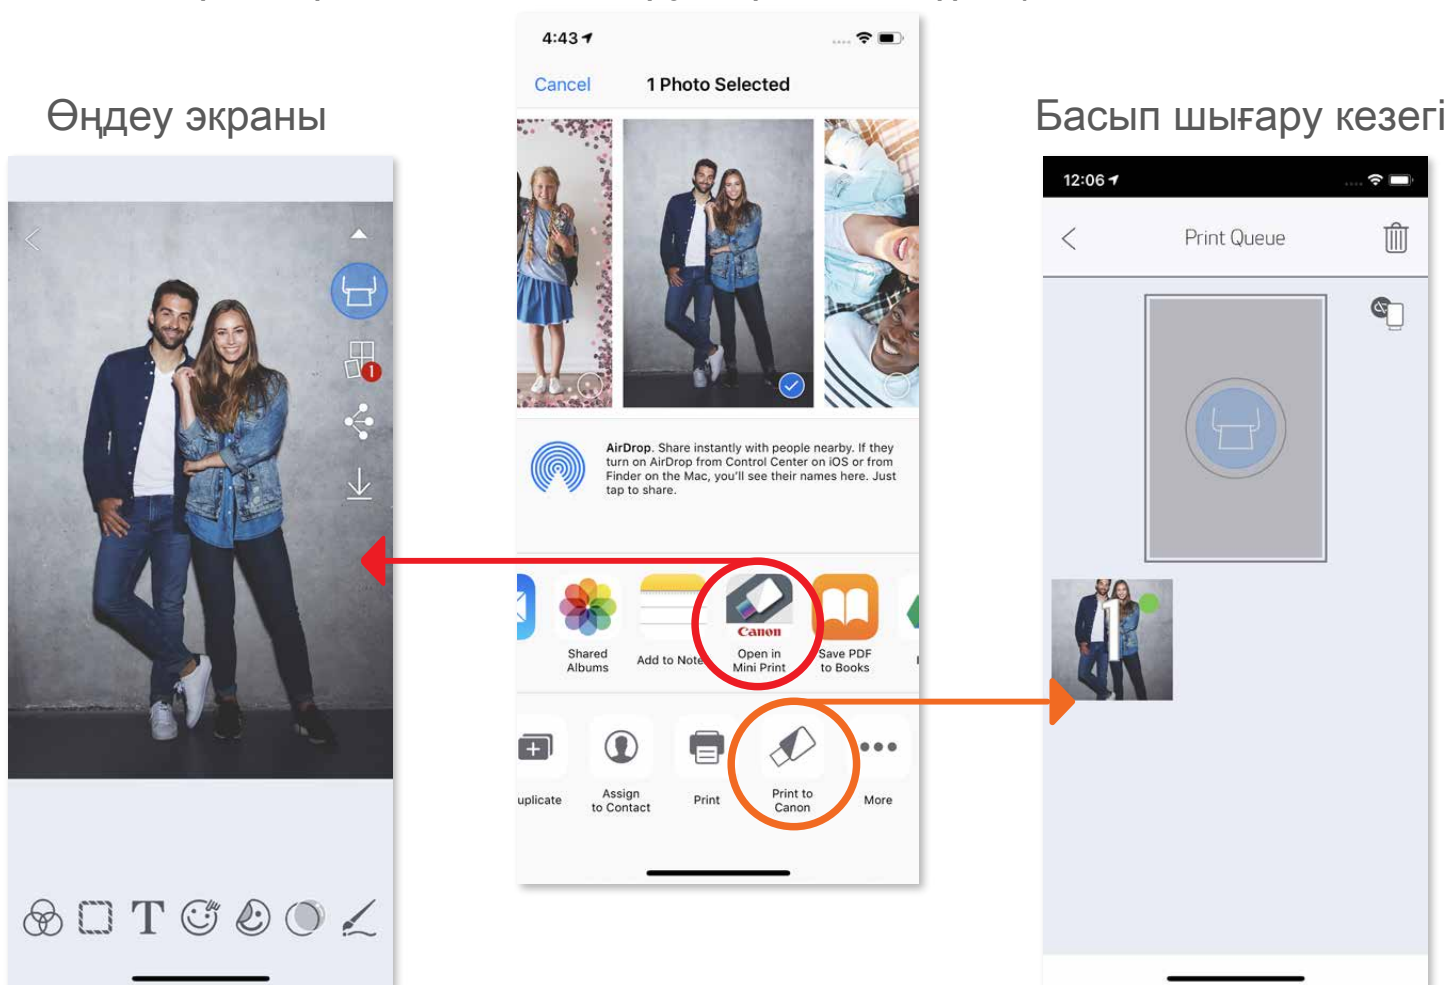 4:43
Cancel
1 Photo Selected
Өңдеу экраны
Басып шығару кезегі
12:06
Print Queue
1
AirDrop. Share instantly with people nearby. If they
turn on AirDrop from Control Center on iOS or from
Finder on the Mac, you'll see their names here. Just
tap to share.
Canon
Shared
Albums
Add to Note
Open in
Mini Print
Save PDF
to Books
1
uplicate
Assign
to Contact
Print
Print to
Canon
More
T